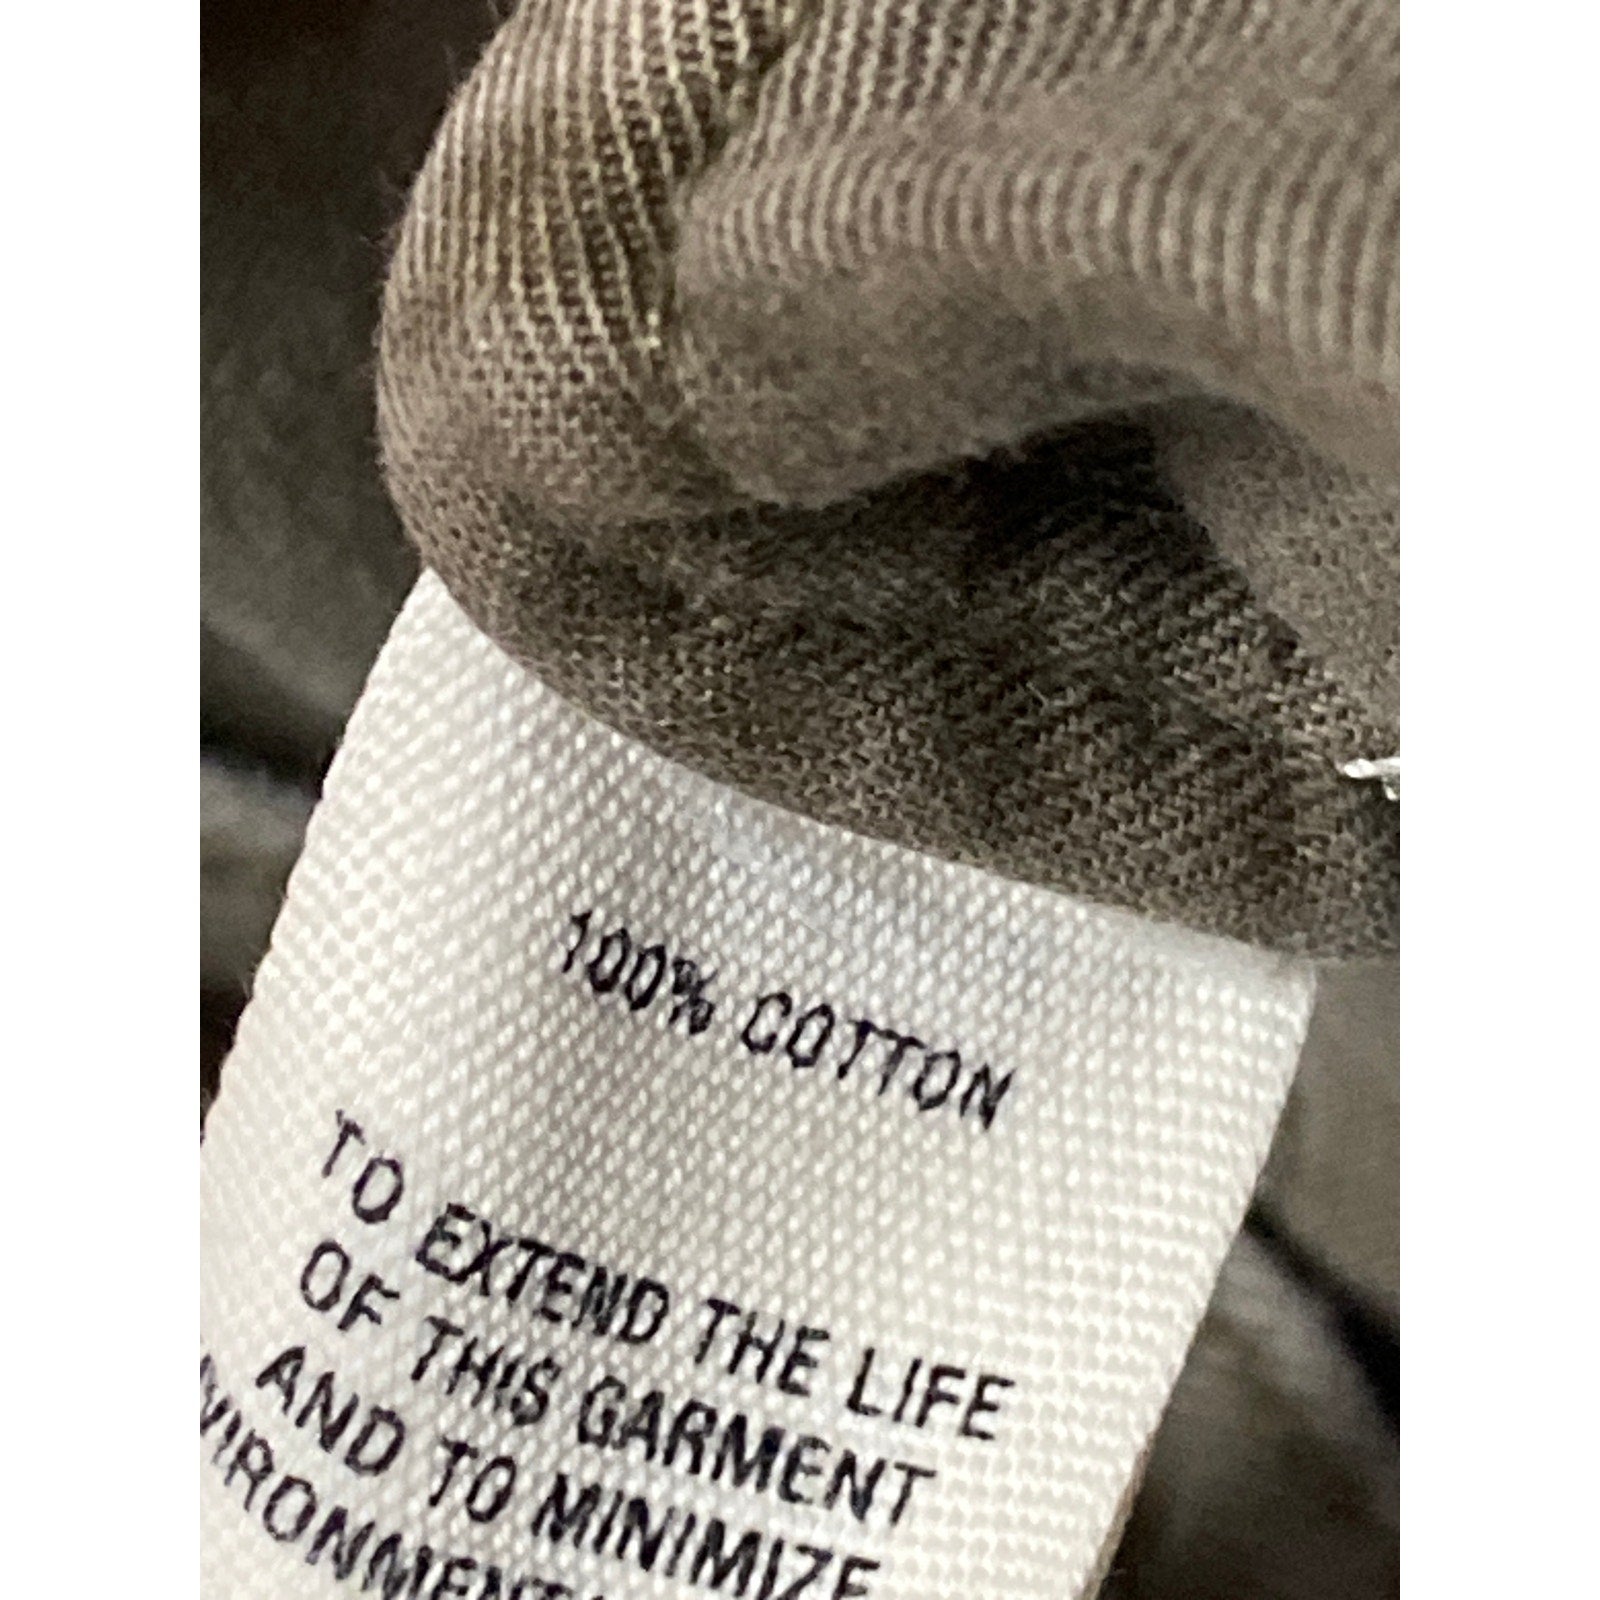 100% COTTON
TO EXTEND THE LIFE
OF THIS GARMENT
AND TO MINIMIZE